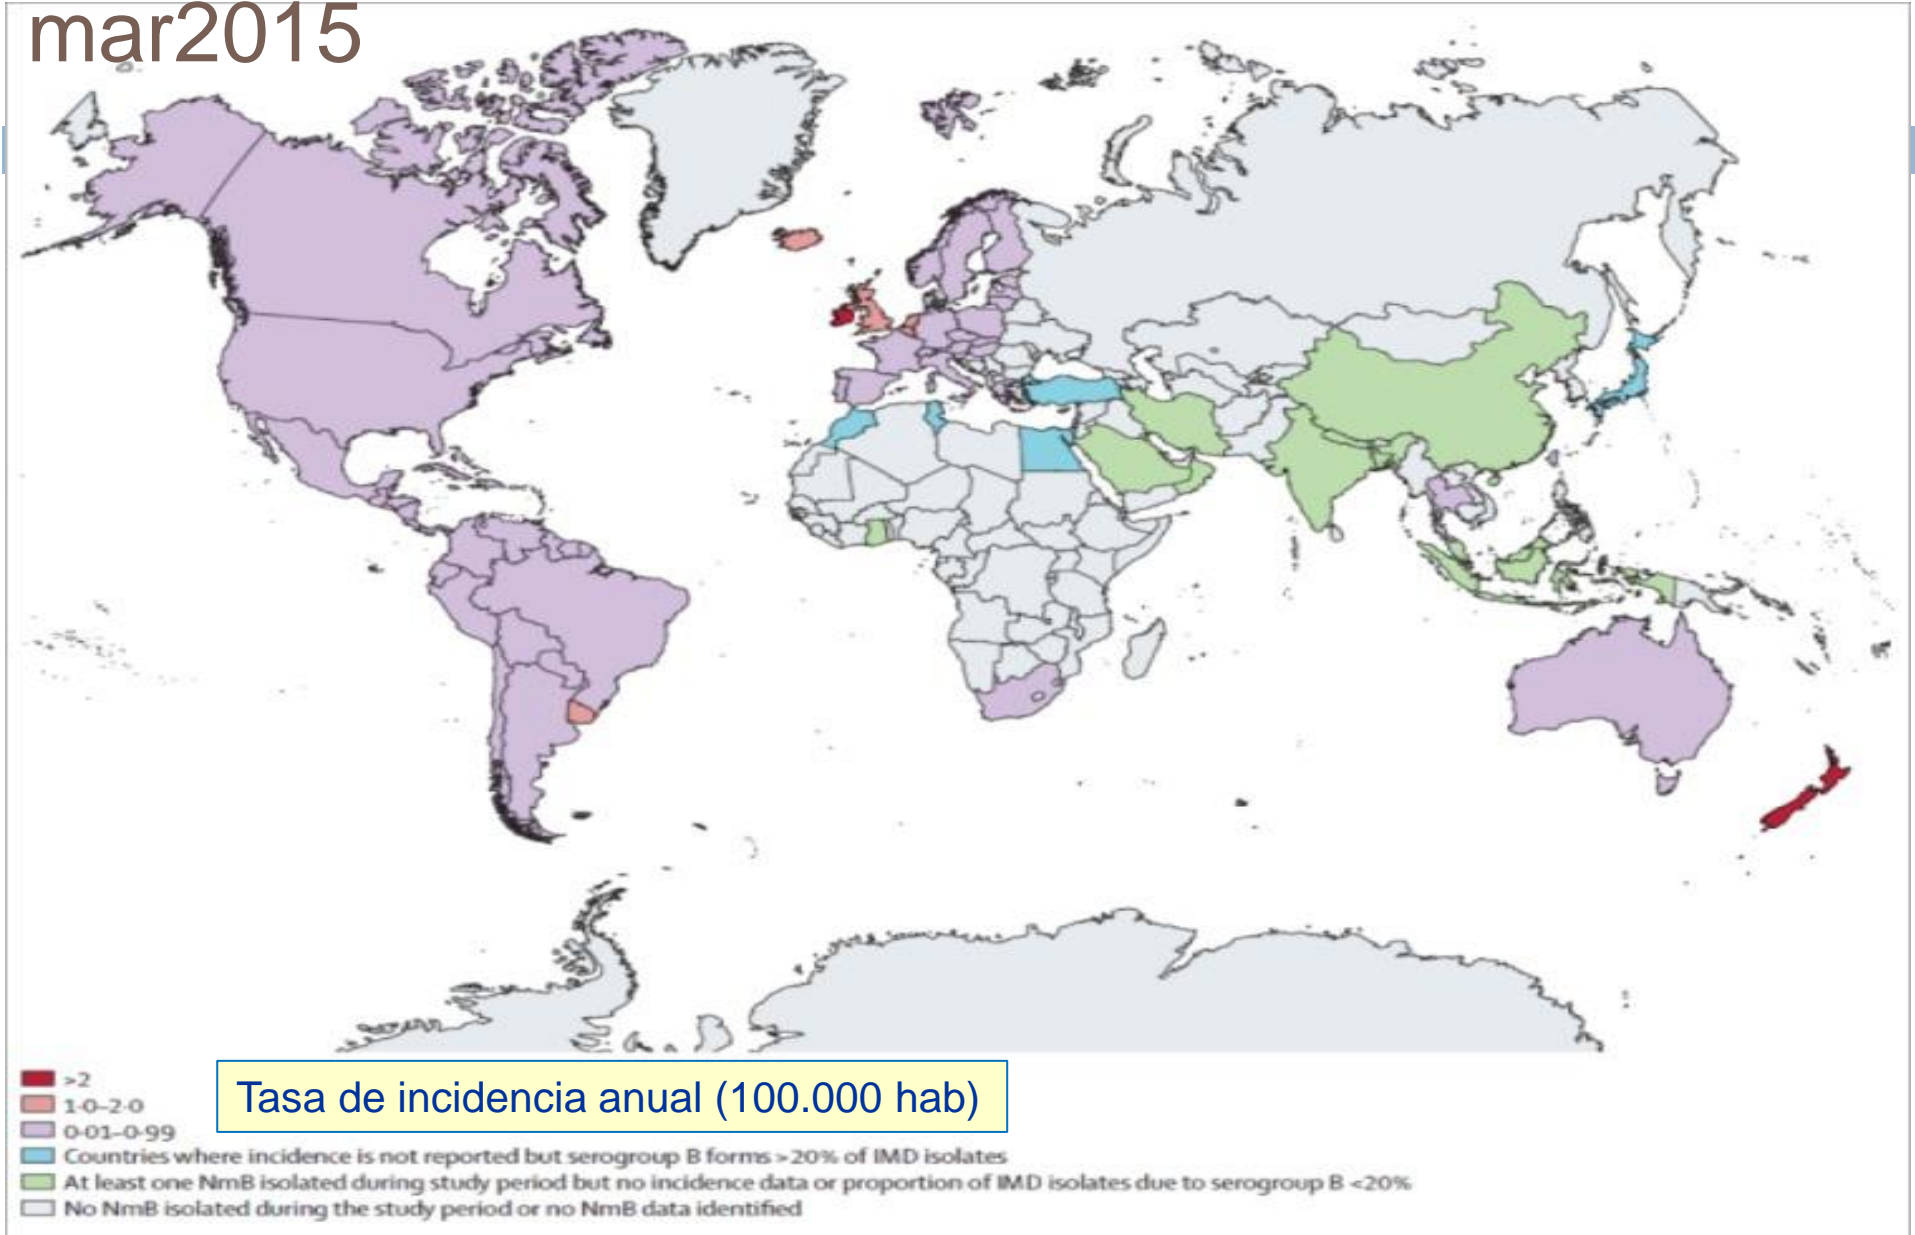 mar2015
>2
1·0–2·0
0·01–0·99
Tasa de incidencia anual (100.000 hab)
Countries where incidence is not reported but serogroup B forms >20% of IMD isolates
At least one NmB isolated during study period but no incidence data or proportion of IMD isolates due to serogroup B <20%
No NmB isolated during the study period or no NmB data identified